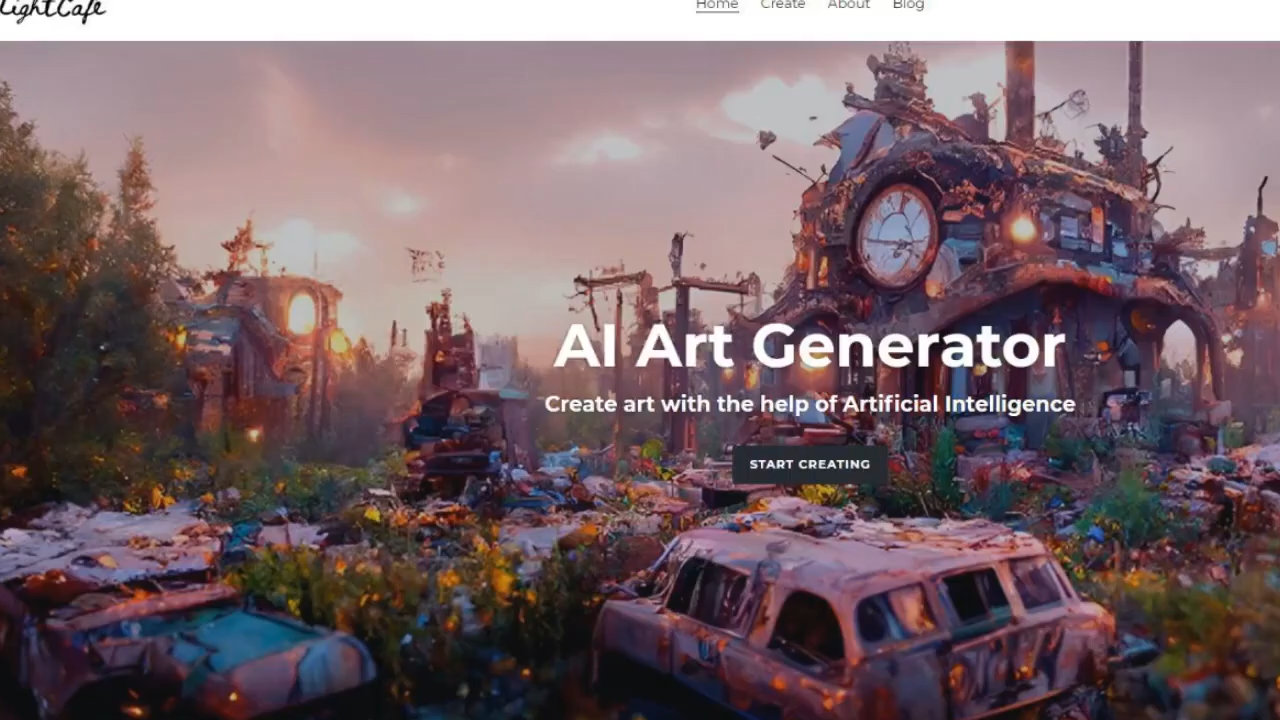 LightCafe
Home Create About Blog
AI Art Generator
Create art with the help of Artificial Intelligence
START CREATING